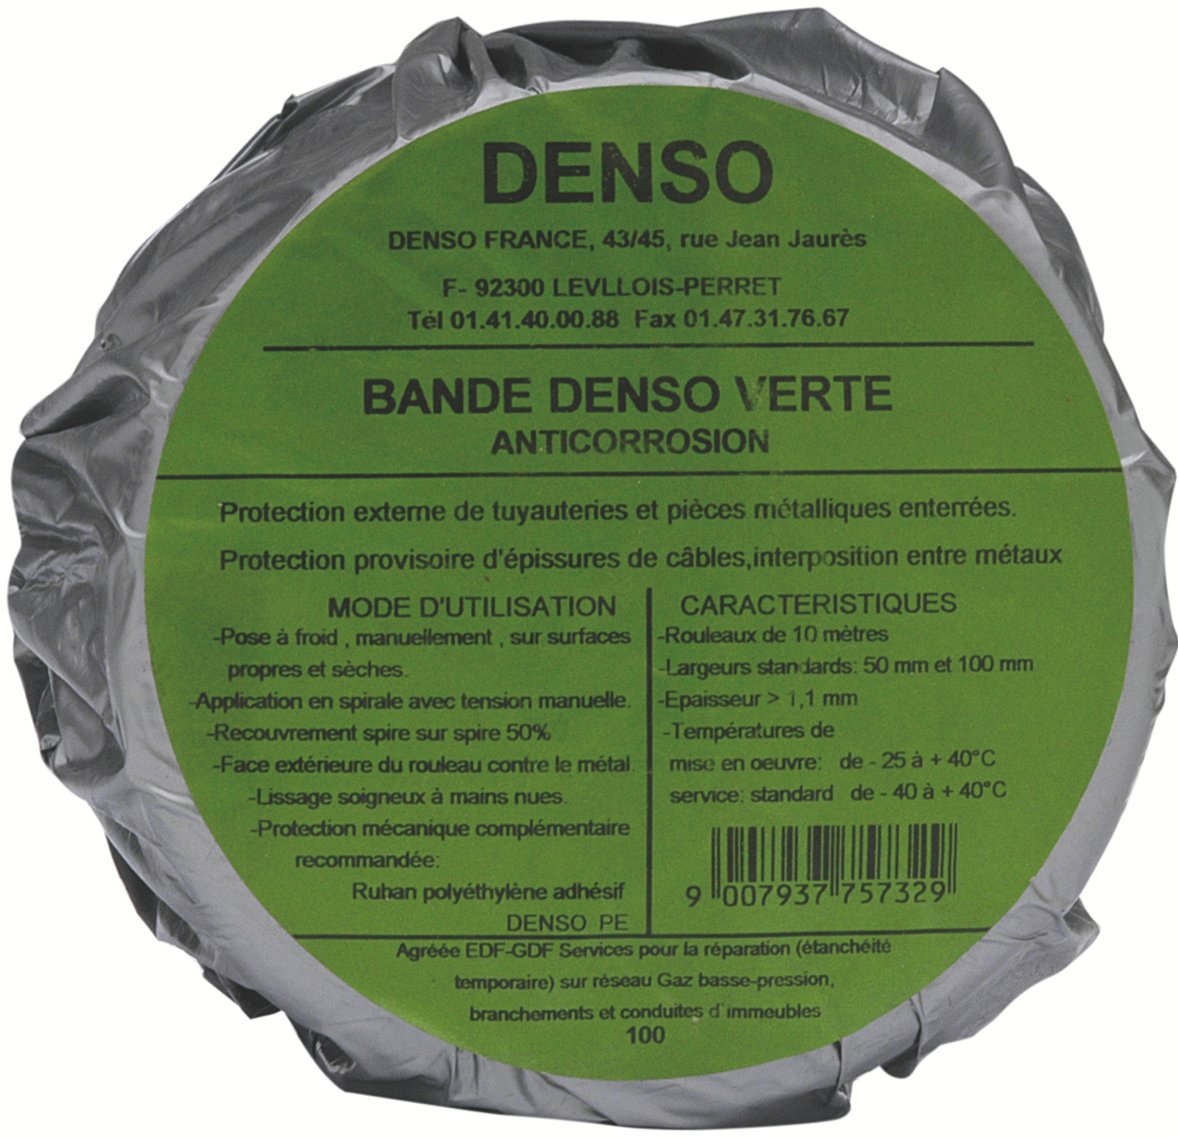 DENSO
DENSO FRANCE, 43/45, rue Jean Jaurès
F- 92300 LEVLLOIS-PERRET
Tél 01.41.40.00.88 Fax 01.47.31.76.67
BANDE DENSO VERTE
ANTICORROSION
Protection externe de tuyauteries et pièces métalliques enterrées.
Protection provisoire d'épissures de câbles,interposition entre métaux
MODE D'UTILISATION
-Pose à froid , manuellement , sur surfaces
propres et sèches.
-Application en spirale avec tension manuelle.
-Recouvrement spire sur spire 50%
-Face extérieure du rouleau contre le métal.
-Lissage soigneux à mains nues.
-Protection mécanique complémentaire
recommandée:
Ruhan polyéthylène adhésif
DENSO PE
CARACTERISTIQUES
-Rouleaux de 10 mètres
-Largeurs standards: 50 mm et 100 mm
-Epaisseur > 1,1 mm
-Températures de
mise en oeuvre: de - 25 à + 40°C
service: standard de - 40 à + 40°C
9 007937 757329
Agréée EDF-GDF Services pour la réparation (étanchéité
temporaire) sur réseau Gaz basse-pression,
branchements et conduites d'immeubles
100